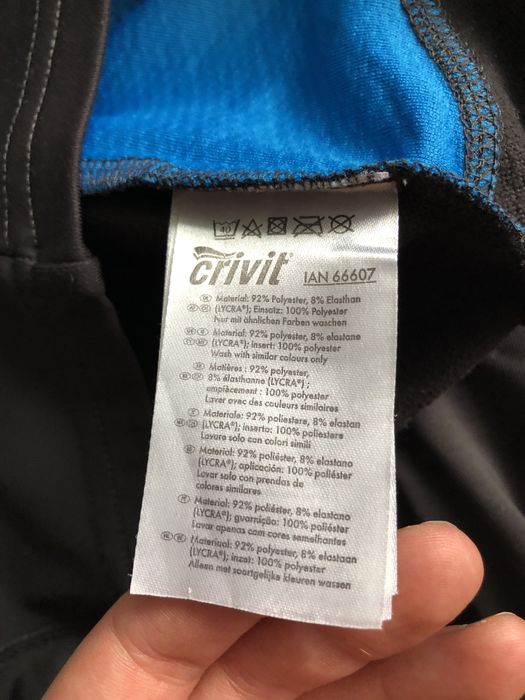 40
crivit
IAN 66607
Material: 92% Polyester, 8% Elasthan
(LYCRA®); Einsatz: 100% Polyester
Nur mit ähnlichen Farben waschen
Material: 92% polyester, 8% elastane
(LYCRA®); insert: 100% polyester
Wash with similar colours only
Matières : 92% polyester,
8% élasthanne (LYCRA®) ;
empiècement : 100% polyester
Laver avec des couleurs similaires
Materiale: 92% poliestere, 8% elastan
(LYCRA®); inserto: 100% poliestere
Lavare solo con colori simili
Material: 92% poliéster, 8% elastano
(LYCRA®); aplicación: 100% poliéster
Lavar solo con prendas de
colores similares
Material: 92% poliéster, 8% elastano
(LYCRA®); guarnição: 100% poliéster
Lavar apenas com cores semelhantes
Materiaal: 92% polyester, 8% elastaan
(LYCRA®); inzet: 100% polyester
Alleen met soortgelijke kleuren wassen